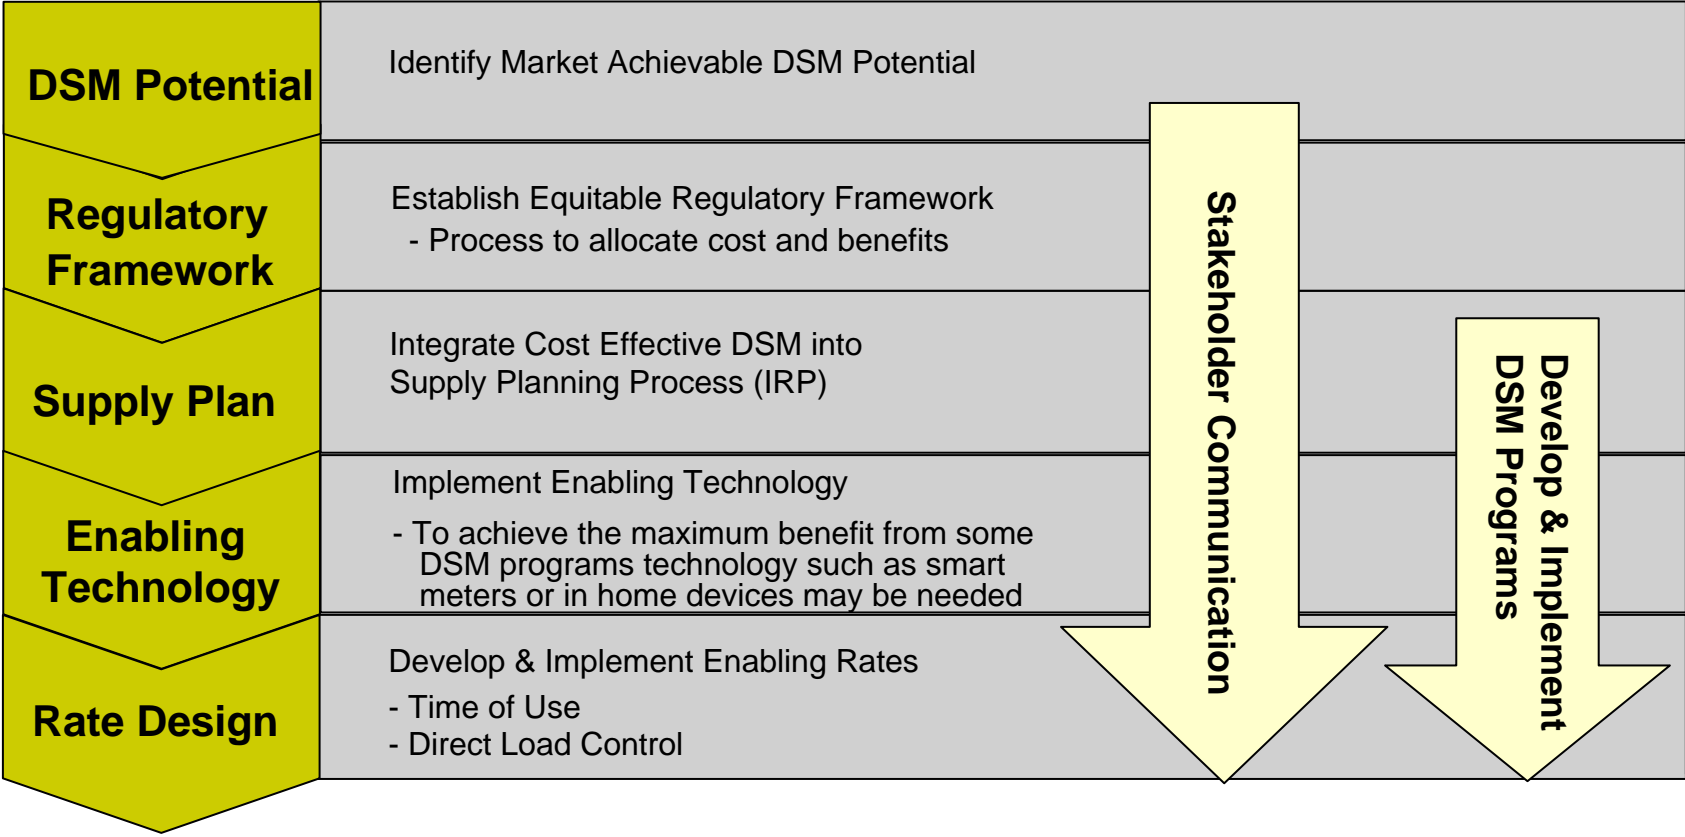 DSM Potential
Identify Market Achievable DSM Potential
Regulatory
Framework
Establish Equitable Regulatory Framework
- Process to allocate cost and benefits
Supply Plan
Integrate Cost Effective DSM into
Supply Planning Process (IRP)
Enabling
Technology
Implement Enabling Technology
- To achieve the maximum benefit from some
DSM programs technology such as smart
meters or in home devices may be needed
Rate Design
Develop & Implement Enabling Rates
- Time of Use
- Direct Load Control
Stakeholder Communication
Develop & Implement
DSM Programs